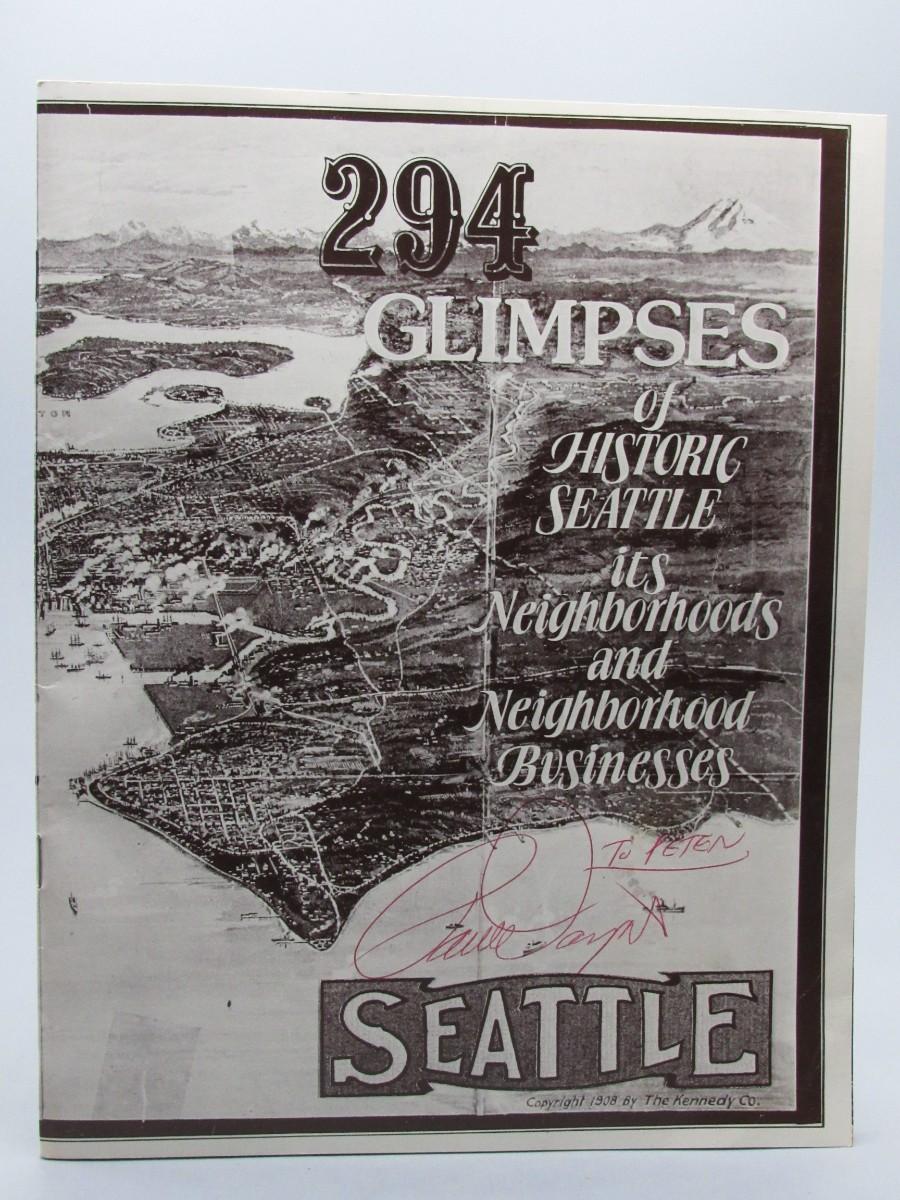 294
GLIMPSES
of
HISTORIC
SEATTLE
its
Neighborhoods
and
Neighborhood
Businesses
TON
To PETER
SEATTLE
Copyright 1908 By The Kennedy Co.